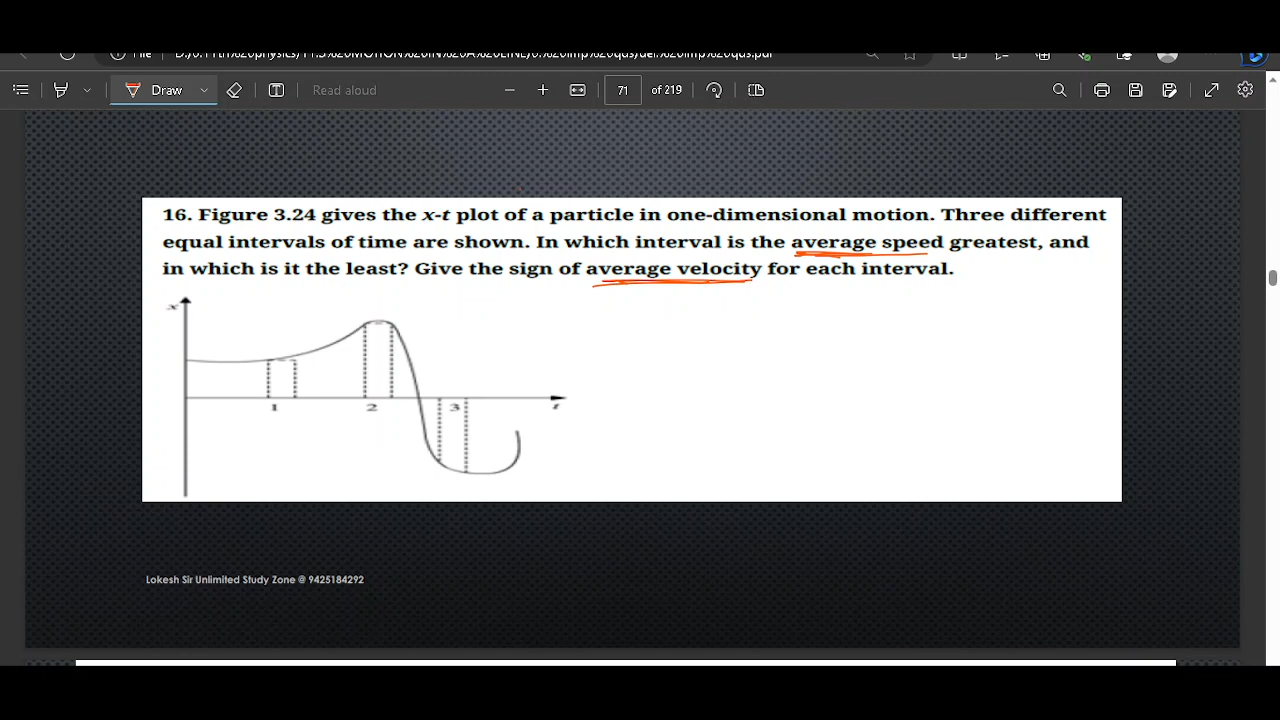 Draw
Read aloud
71 of 219
16. Figure 3.24 gives the x-t plot of a particle in one-dimensional motion. Three different
equal intervals of time are shown. In which interval is the average speed greatest, and
in which is it the least? Give the sign of average velocity for each interval.
x
1
2
3
t
Lokesh Sir Unlimited Study Zone @ 9425184292